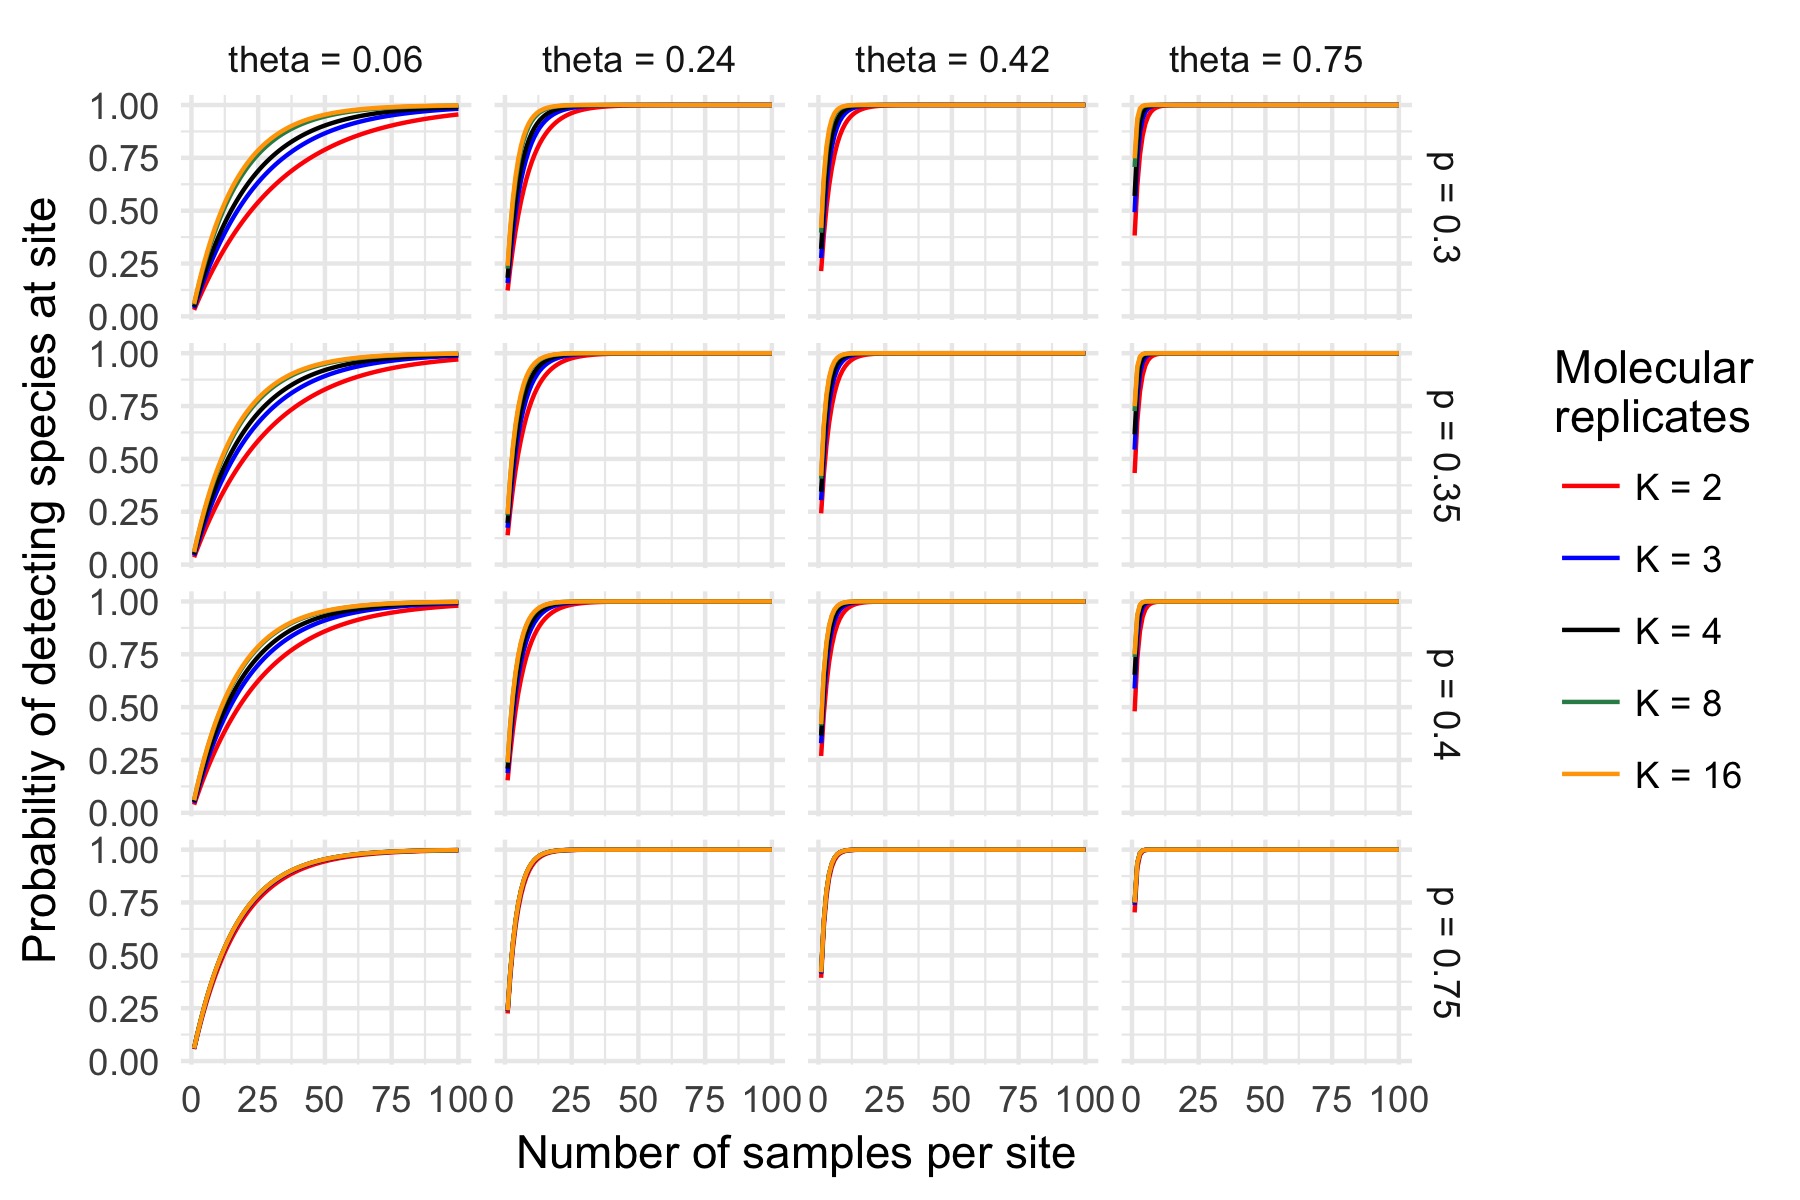 theta = 0.06 theta = 0.24 theta = 0.42 theta = 0.75
Probabiltiy of detecting species at site
1.00
0.75
0.50
0.25
0.00
p = 0.3
1.00
0.75
0.50
0.25
0.00
p = 0.35
1.00
0.75
0.50
0.25
0.00
p = 0.4
1.00
0.75
0.50
0.25
0.00
p = 0.75
0 25 50 75 100 0 25 50 75 100 0 25 50 75 100 0 25 50 75 100
Number of samples per site
Molecular
replicates
K = 2
K = 3
K = 4
K = 8
K = 16